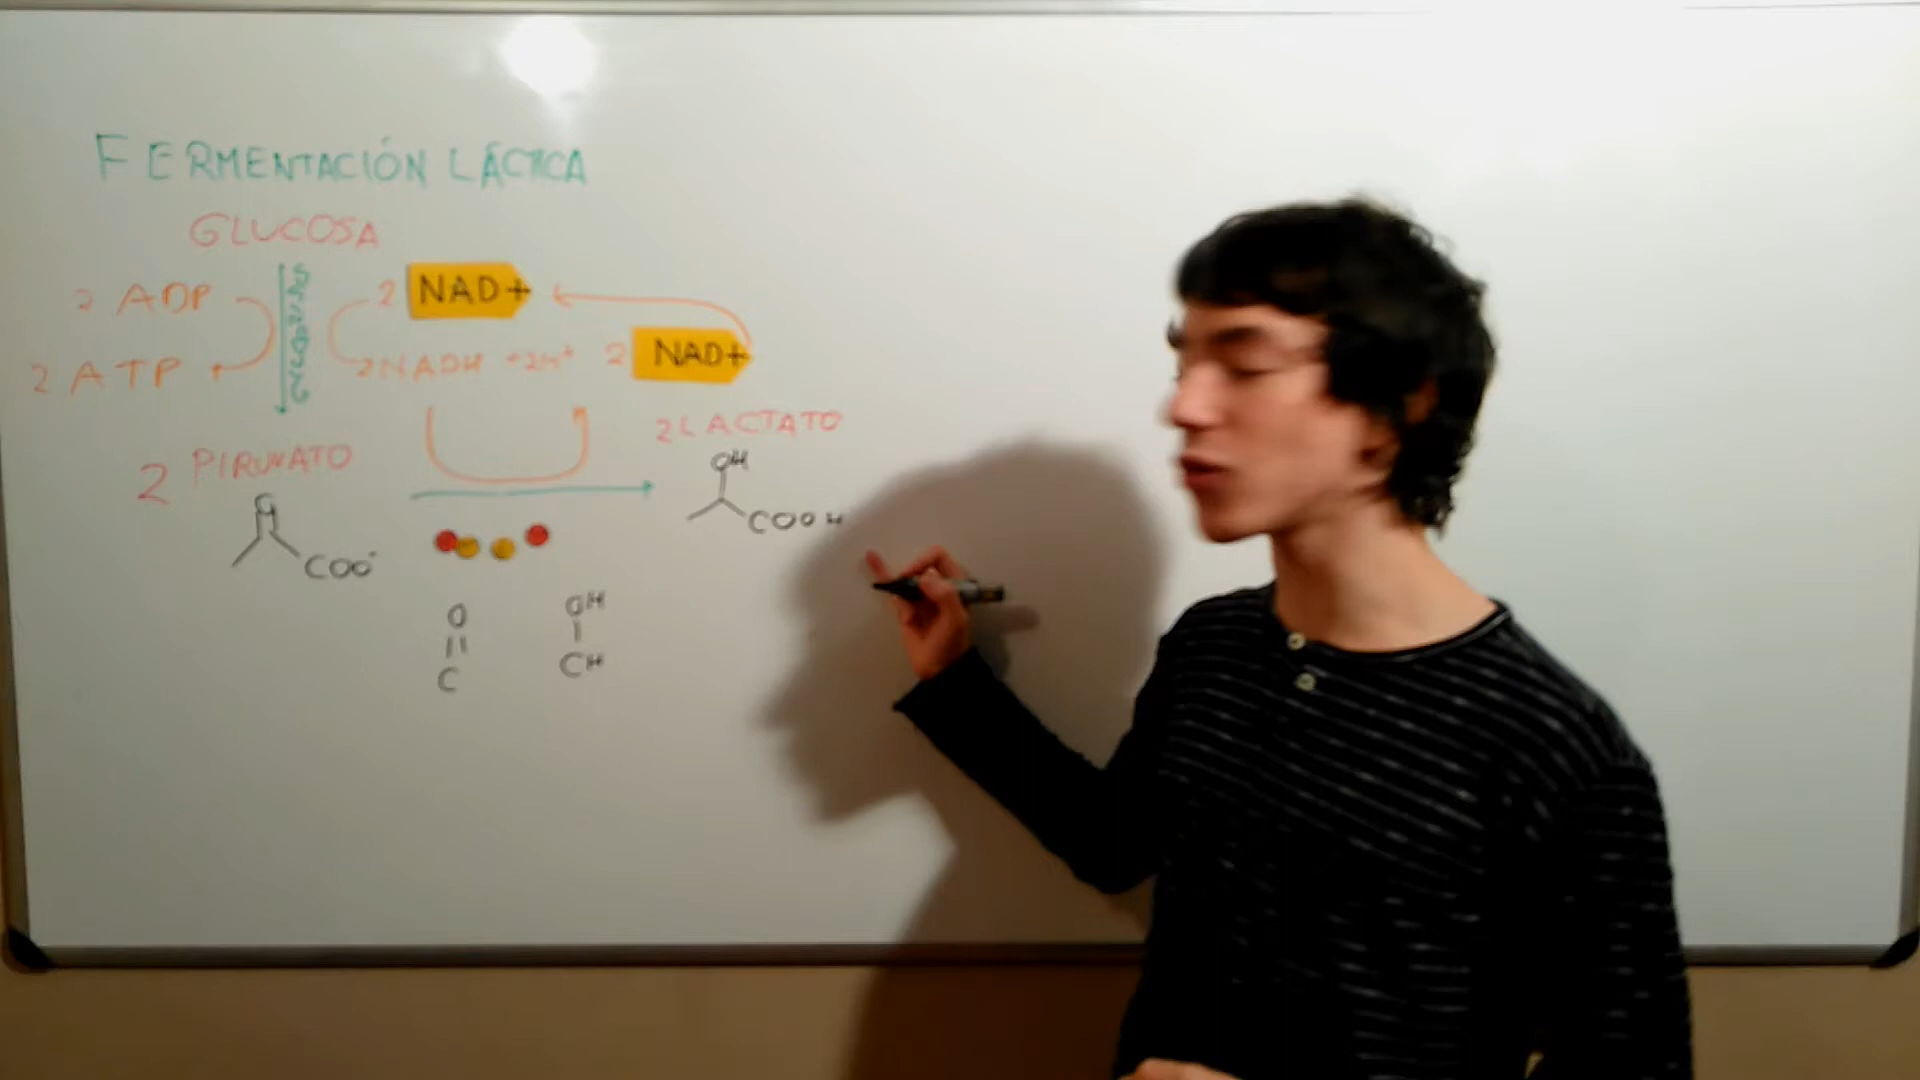 FERMENTACIÓN LÁCTICA
GLUCOSA
2 ADP
2 NAD+
2 ATP
2NADH +2H+
2 NAD+
2 LACTATO
2 PIRUVATO
OH
COOH
O
COO-
O
C
OH
CH